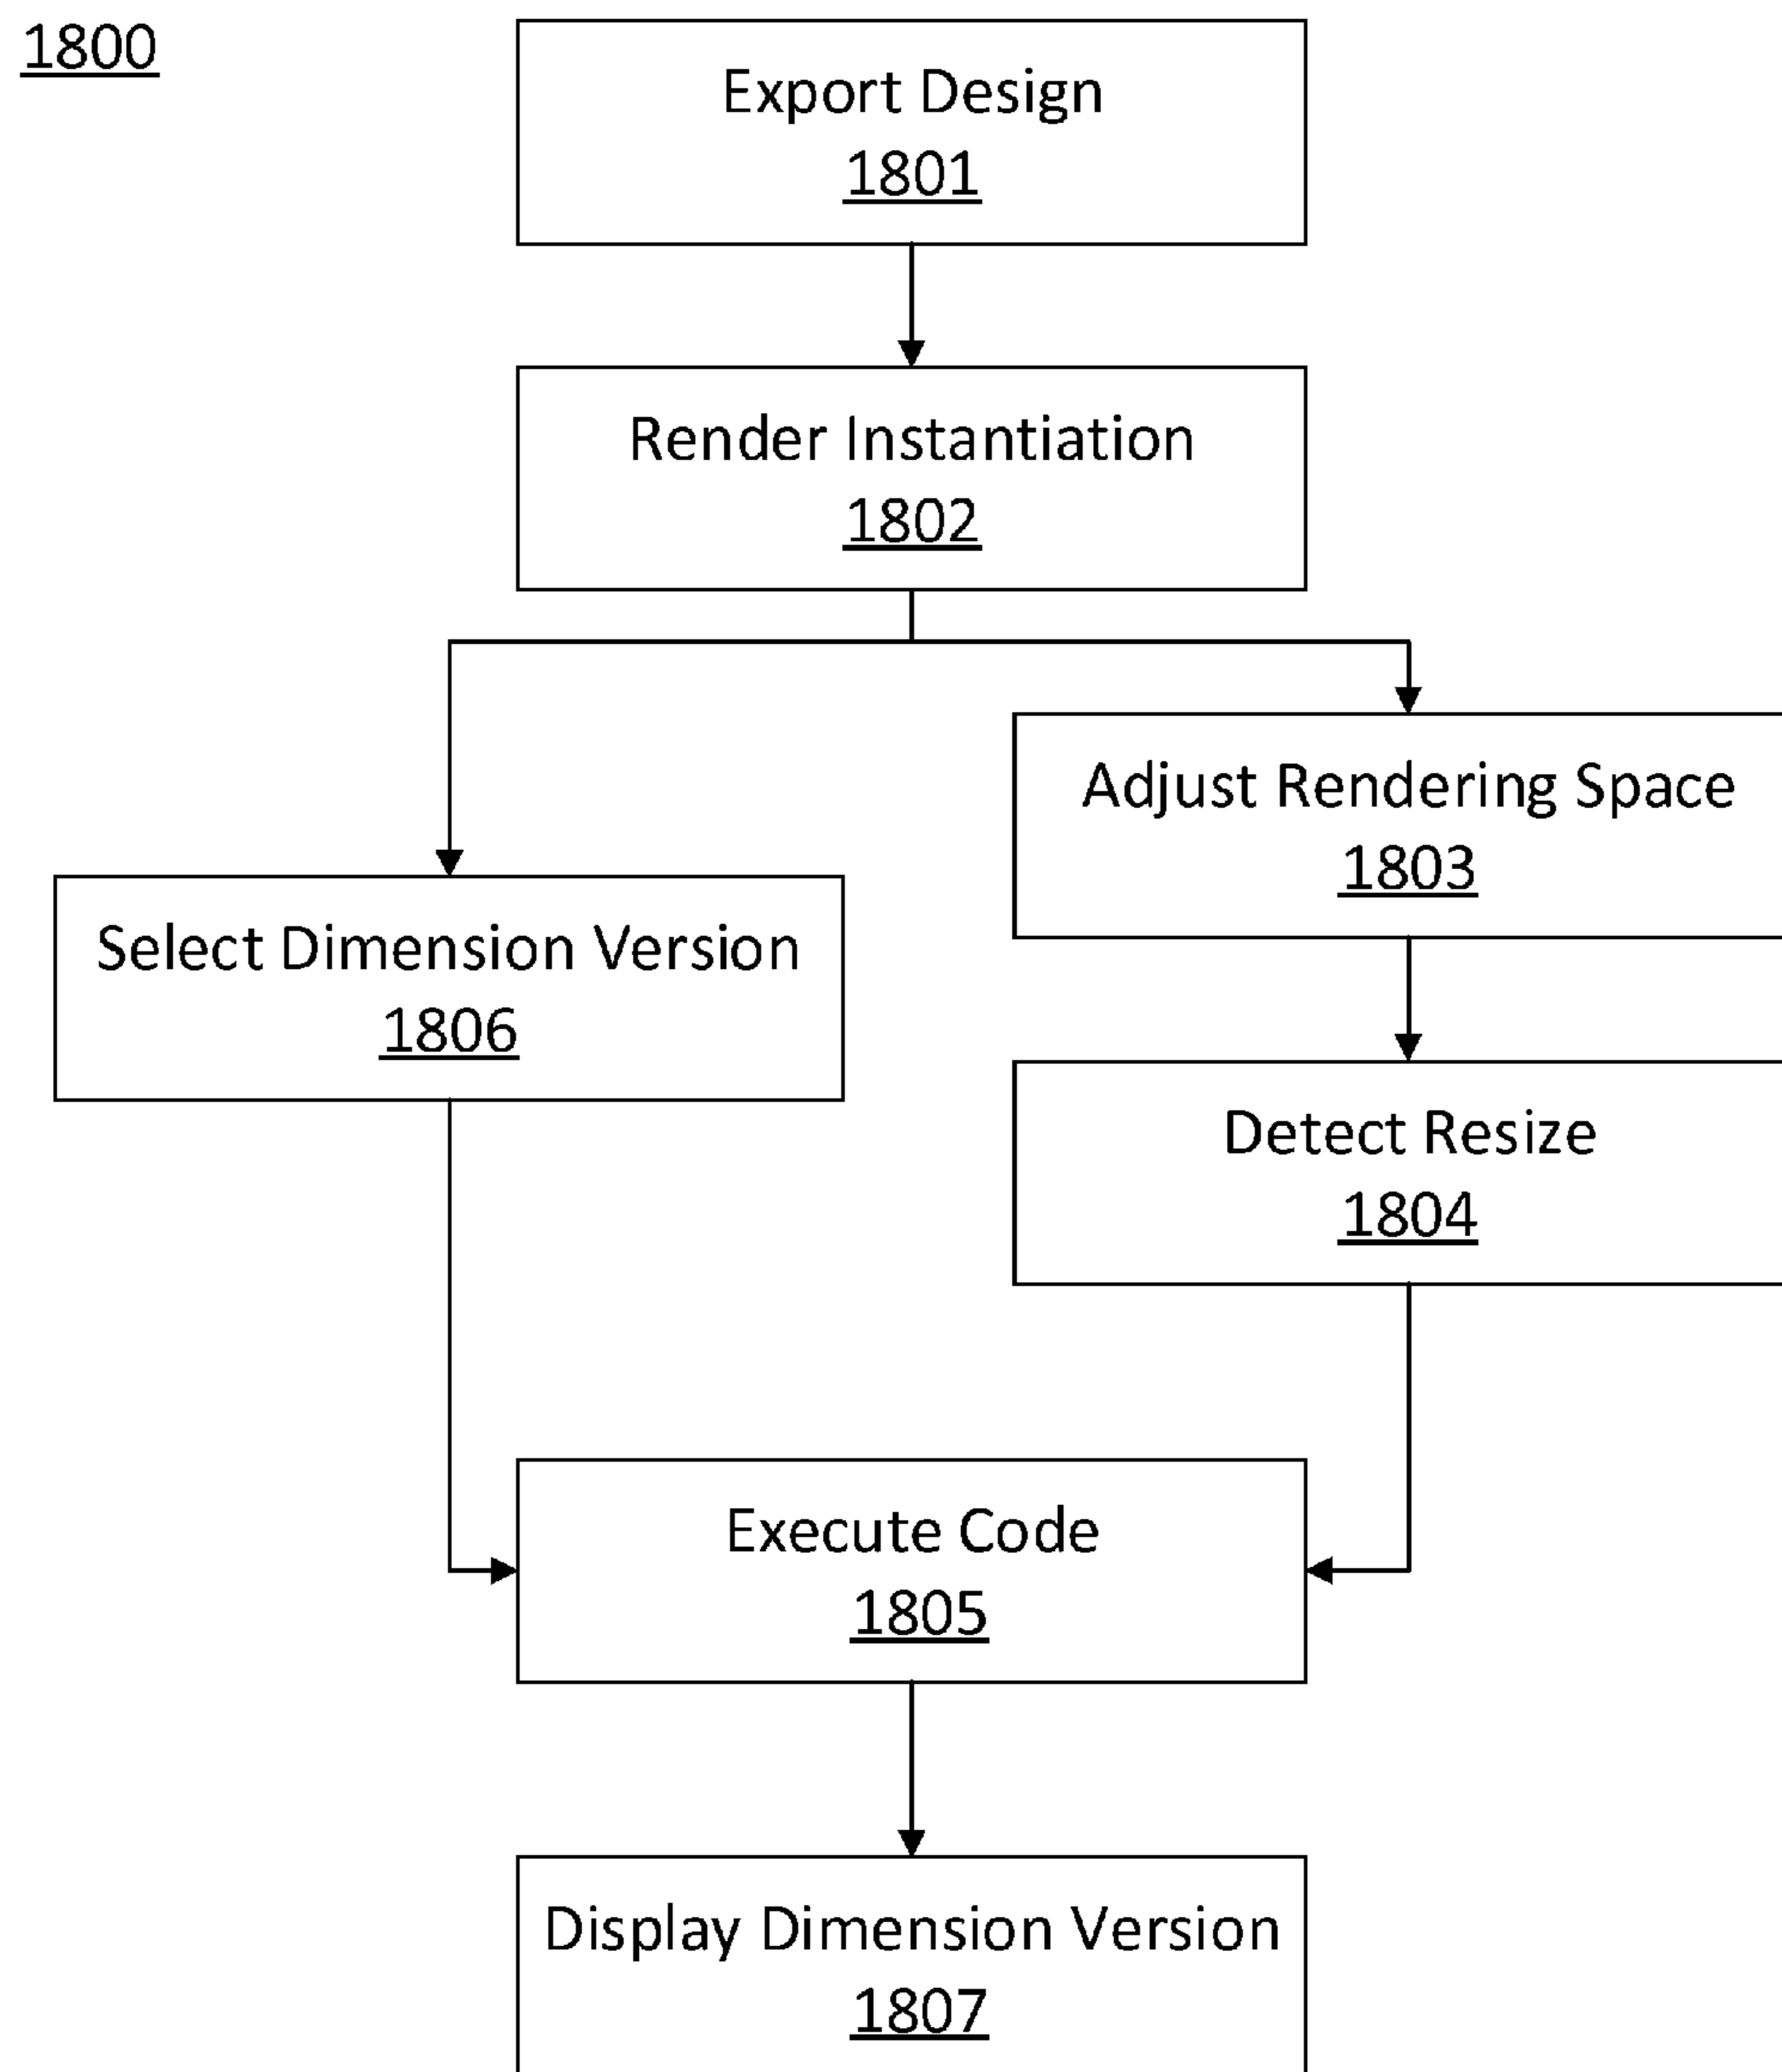 1800
Export Design
1801
Render Instantiation
1802
Adjust Rendering Space
1803
Select Dimension Version
1806
Detect Resize
1804
Execute Code
1805
Display Dimension Version
1807